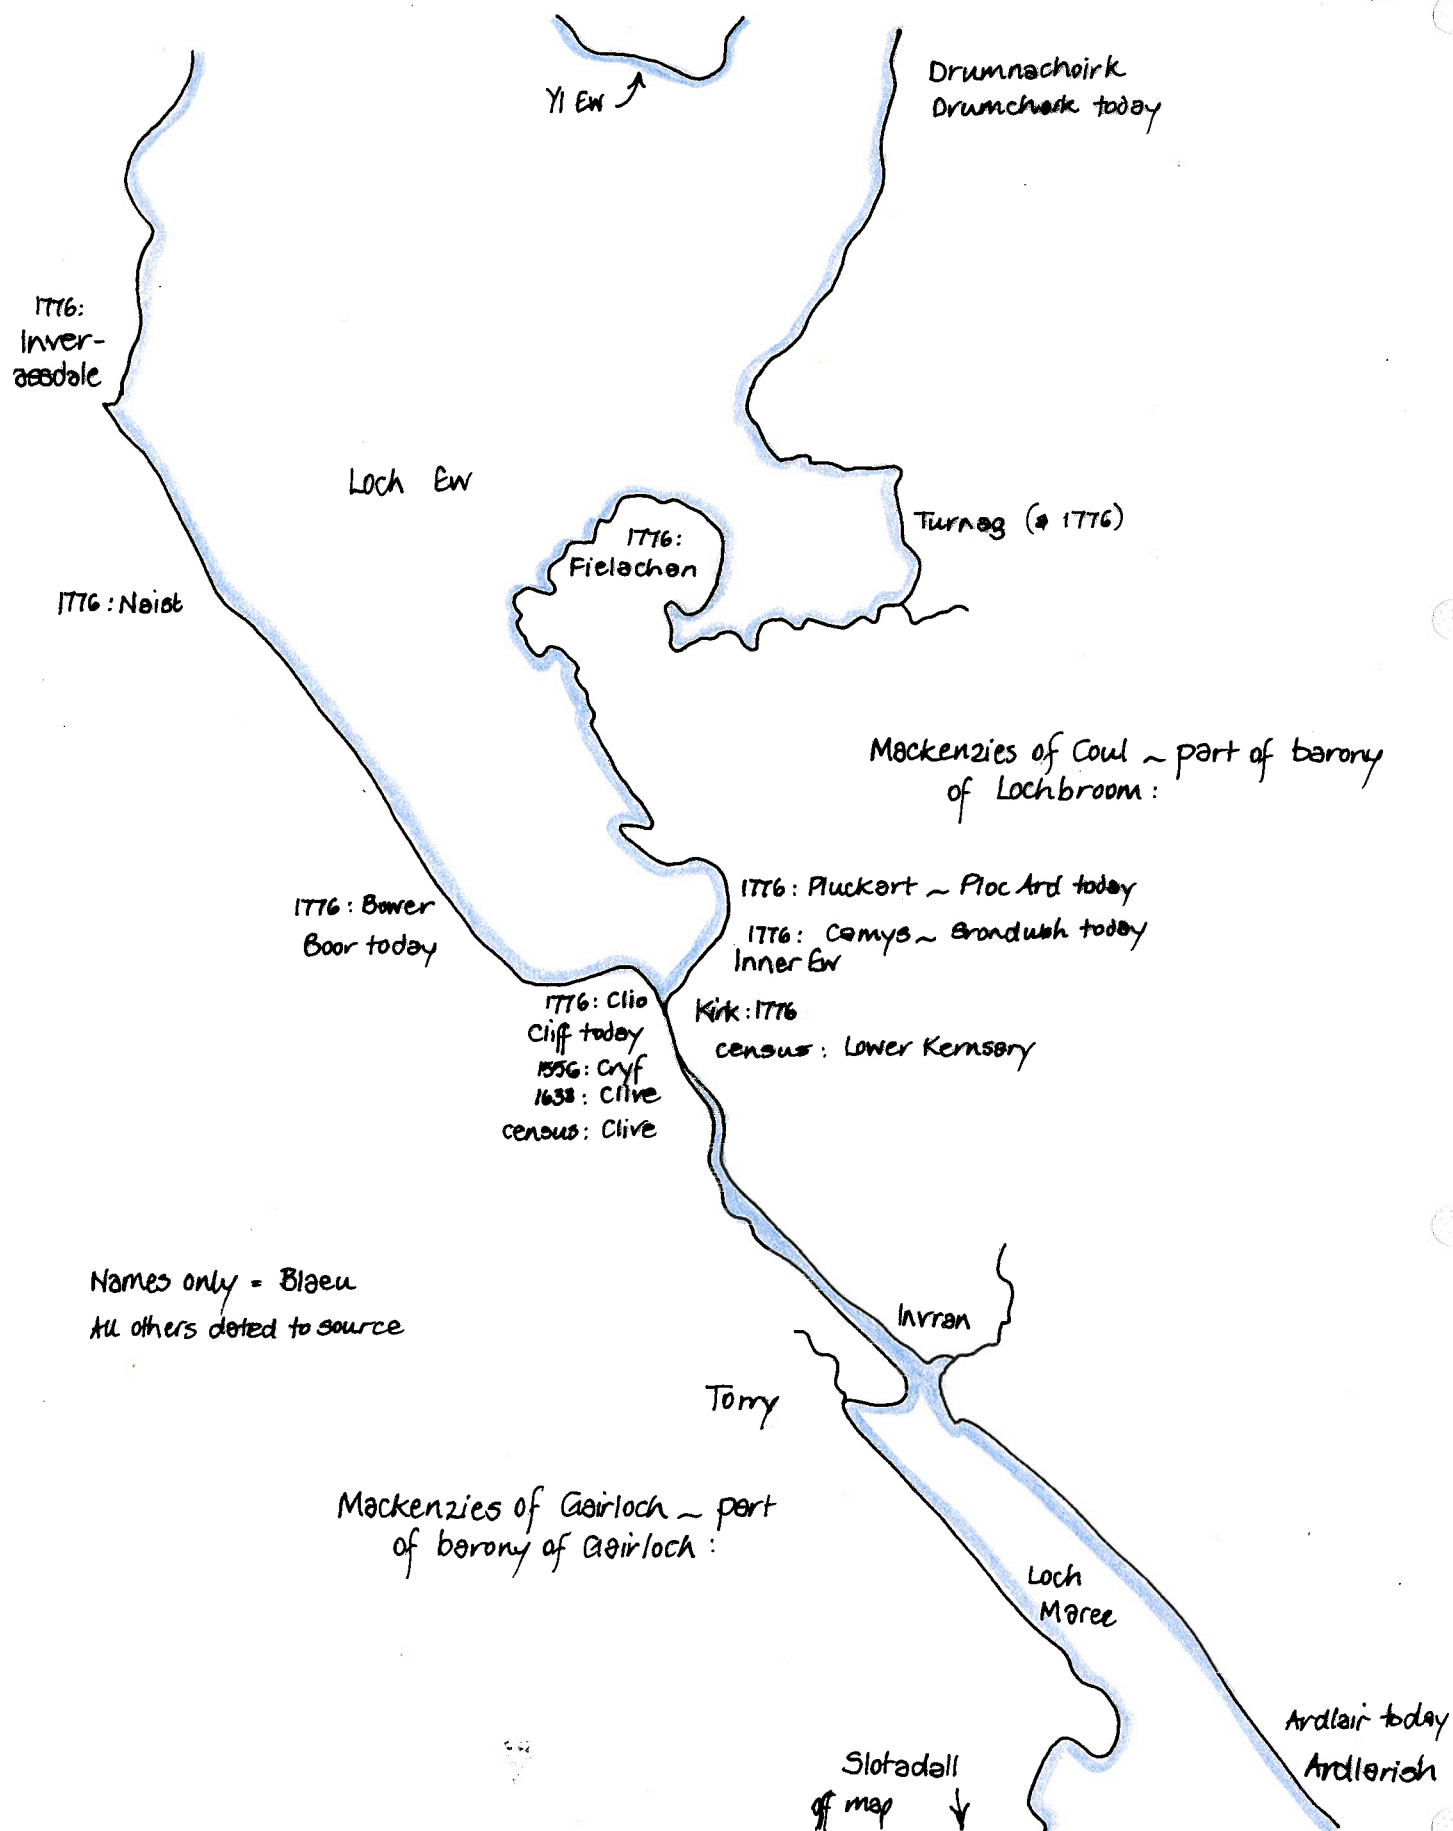 Yl Ew
Drumnachoirk
Drumchork today
1776:
Inver-
assdale
Loch Ew
1776:
Fielachan
Turnag (1776)
1776: Naist
Mackenzies of Coul ~ part of barony
of Lochbroom:
1776: Pluckart ~ Ploc Ard today
1776: Camys ~ today
Inner Ew
1776: Bower
Boor today
1776: Clio
Cliff today
1556: Cryf
1638: Clive
census: Clive
Kirk: 1776
census: Lower Kernsary
Names only = Blaeu
All others dated to source
Invran
Torry
Mackenzies of Gairloch ~ part
of barony of Gairloch:
Loch
Maree
Ardlair today
Ardlarish
Slotadall
off map